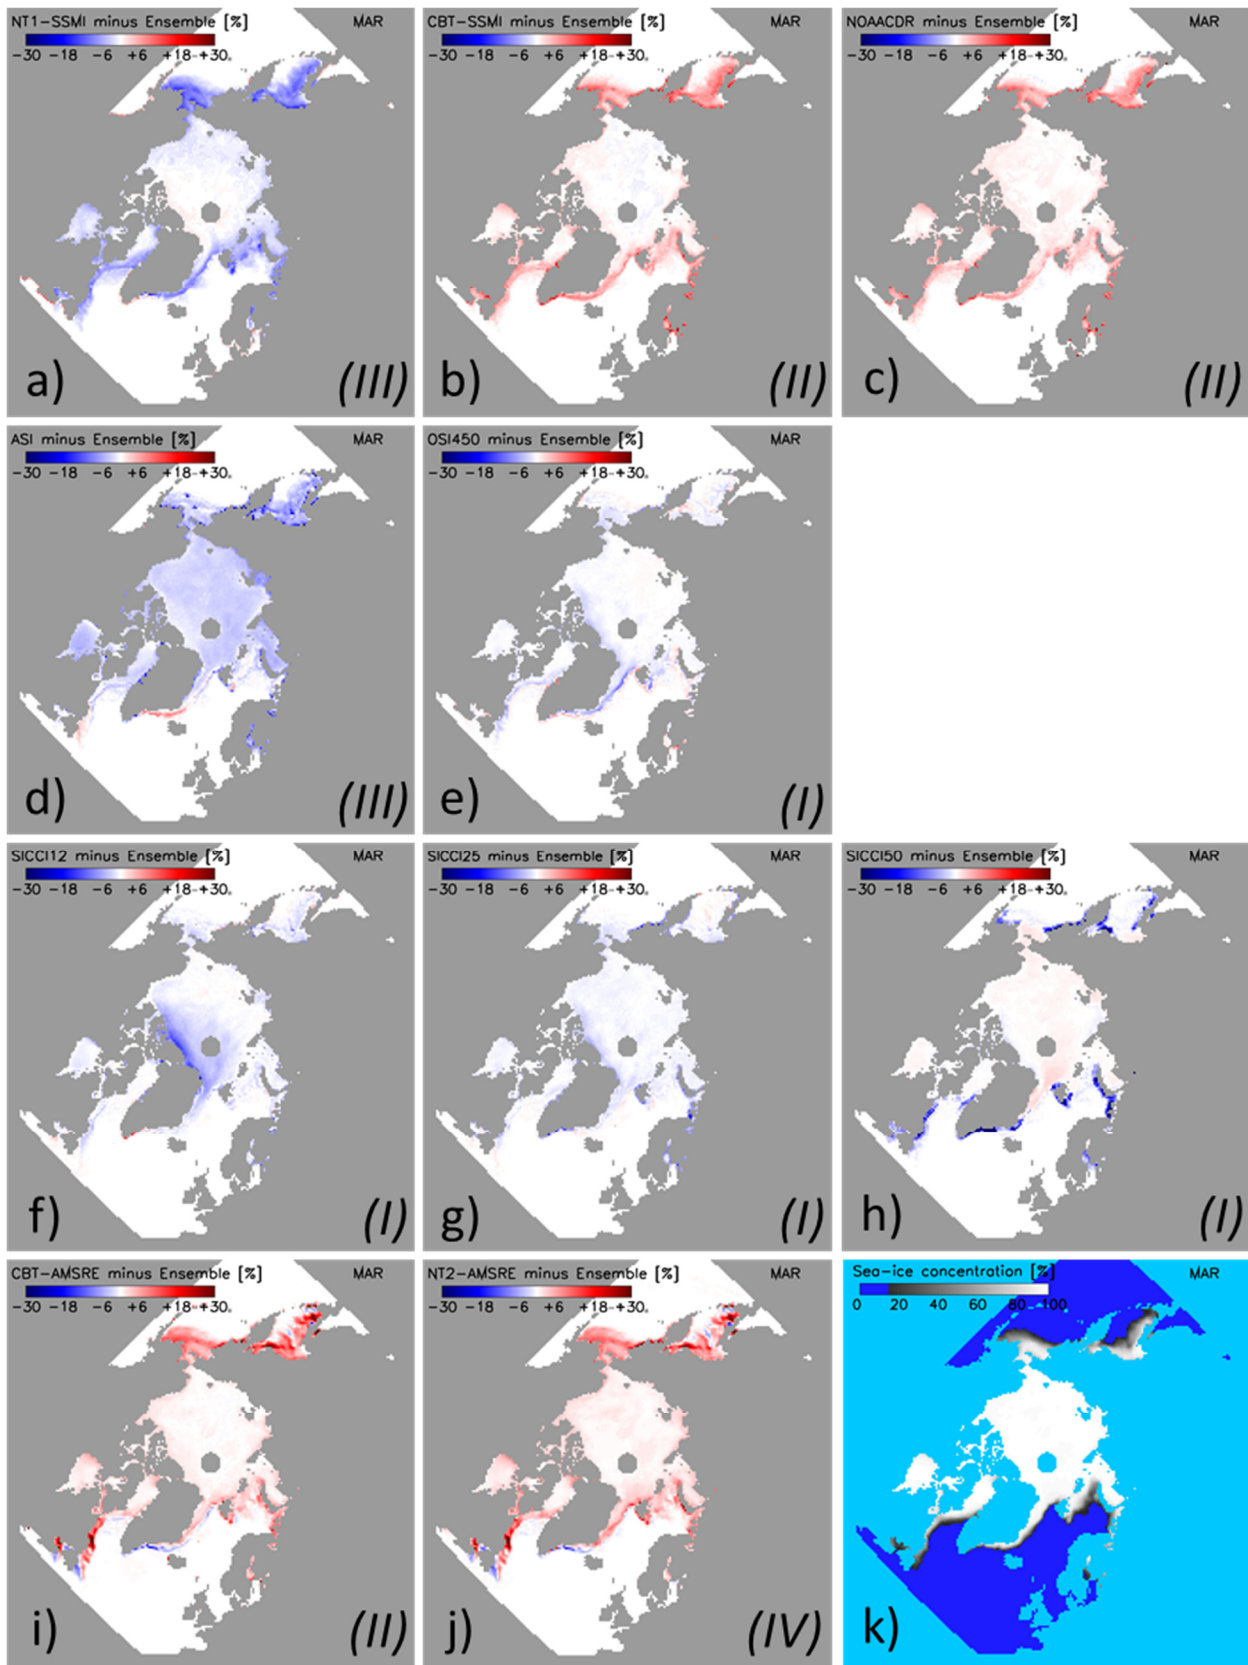 NT1-SSMI minus Ensemble [%] MAR
-30 -18 -6 +6 +18 +30
a) (III)
CBT-SSMI minus Ensemble [%] MAR
-30 -18 -6 +6 +18 +30
b) (II)
NOAACDR minus Ensemble [%] MAR
-30 -18 -6 +6 +18 +30
c) (II)
ASI minus Ensemble [%] MAR
-30 -18 -6 +6 +18 +30
d) (III)
OSI450 minus Ensemble [%] MAR
-30 -18 -6 +6 +18 +30
e) (I)
SICCI12 minus Ensemble [%] MAR
-30 -18 -6 +6 +18 +30
f) (I)
SICCI25 minus Ensemble [%] MAR
-30 -18 -6 +6 +18 +30
g) (I)
SICCI50 minus Ensemble [%] MAR
-30 -18 -6 +6 +18 +30
h) (I)
CBT-AMSRE minus Ensemble [%] MAR
-30 -18 -6 +6 +18 +30
i) (II)
NT2-AMSRE minus Ensemble [%] MAR
-30 -18 -6 +6 +18 +30
j) (IV)
Sea-ice concentration [%] MAR
0 20 40 60 80 100
k)